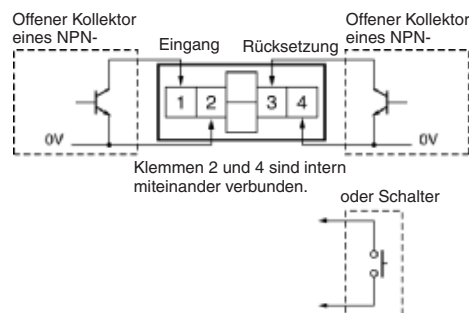 Offener Kollektor
eines NPN-
Eingang
Rücksetzung
Offener Kollektor
eines NPN-
1 2 3 4
0V
0V
Klemmen 2 und 4 sind intern
miteinander verbunden.
oder Schalter